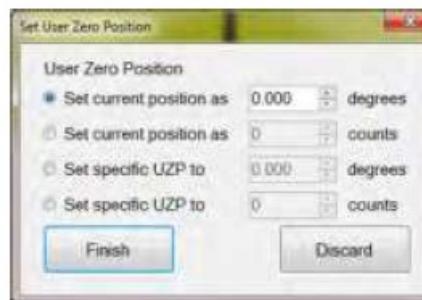 Set User Zero Position
User Zero Position
Set current position as 0.000 degrees
Set current position as 0 counts
Set specific UZP to 0.000 degrees
Set specific UZP to 0 counts
Finish Discard